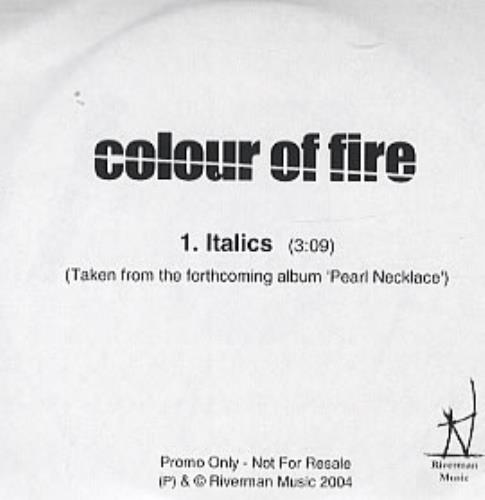 colour of fire
1. Italics (3:09)
(Taken from the forthcoming album 'Pearl Necklace')
Riverman
Music
Promo Only - Not For Resale
(P) & © Riverman Music 2004